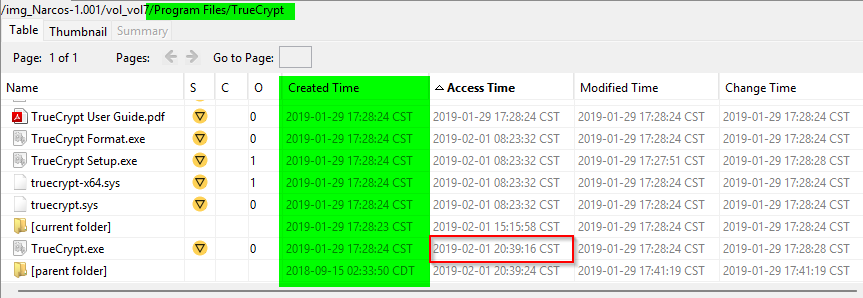 /img_Narcos-1.001/vol_vol7//Program Files/TrueCrypt
Table Thumbnail Summary
Page: 1 of 1 Pages: Go to Page:
Name S C O Created Time Access Time Modified Time Change Time
TrueCrypt User Guide.pdf 0 2019-01-29 17:28:24 CST 2019-01-29 17:28:24 CST 2019-01-29 17:28:24 CST 2019-01-29 17:28:24 CST
TrueCrypt Format.exe 0 2019-01-29 17:28:24 CST 2019-02-01 08:23:32 CST 2019-01-29 17:28:24 CST 2019-01-29 17:28:24 CST
TrueCrypt Setup.exe 1 2019-01-29 17:28:24 CST 2019-02-01 08:23:32 CST 2019-01-29 17:27:51 CST 2019-01-29 17:28:28 CST
truecrypt-x64.sys 1 2019-01-29 17:28:24 CST 2019-02-01 08:23:32 CST 2019-01-29 17:28:24 CST 2019-01-29 17:28:24 CST
truecrypt.sys 0 2019-01-29 17:28:24 CST 2019-02-01 08:23:32 CST 2019-01-29 17:28:24 CST 2019-01-29 17:28:24 CST
[current folder] 2019-01-29 17:28:23 CST 2019-02-01 15:15:58 CST 2019-01-29 17:28:24 CST 2019-01-29 17:28:24 CST
TrueCrypt.exe 0 2019-01-29 17:28:24 CST 2019-02-01 20:39:16 CST 2019-01-29 17:28:24 CST 2019-01-29 17:28:28 CST
[parent folder] 2018-09-15 02:33:50 CDT 2019-02-01 20:39:24 CST 2019-01-29 17:41:19 CST 2019-01-29 17:41:19 CST